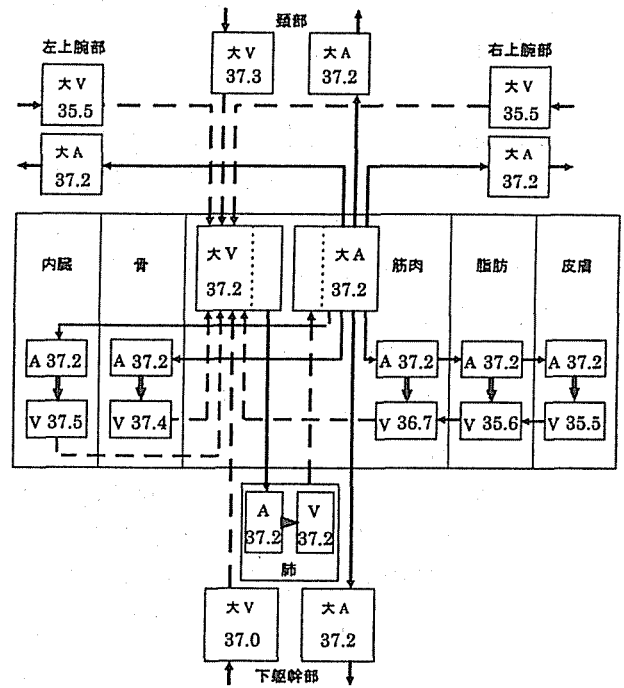 頚部
左上腕部
右上腕部
大V
37.3
大A
37.2
大V
35.5
大V
35.5
大A
37.2
大A
37.2
内臓
骨
大V
37.2
大A
37.2
筋肉
脂肪
皮膚
A 37.2
A 37.2
A 37.2
A 37.2
A 37.2
V 37.5
V 37.4
V 36.7
V 35.6
V 35.5
A
37.2
V
37.2
肺
大V
37.0
大A
37.2
下躯幹部